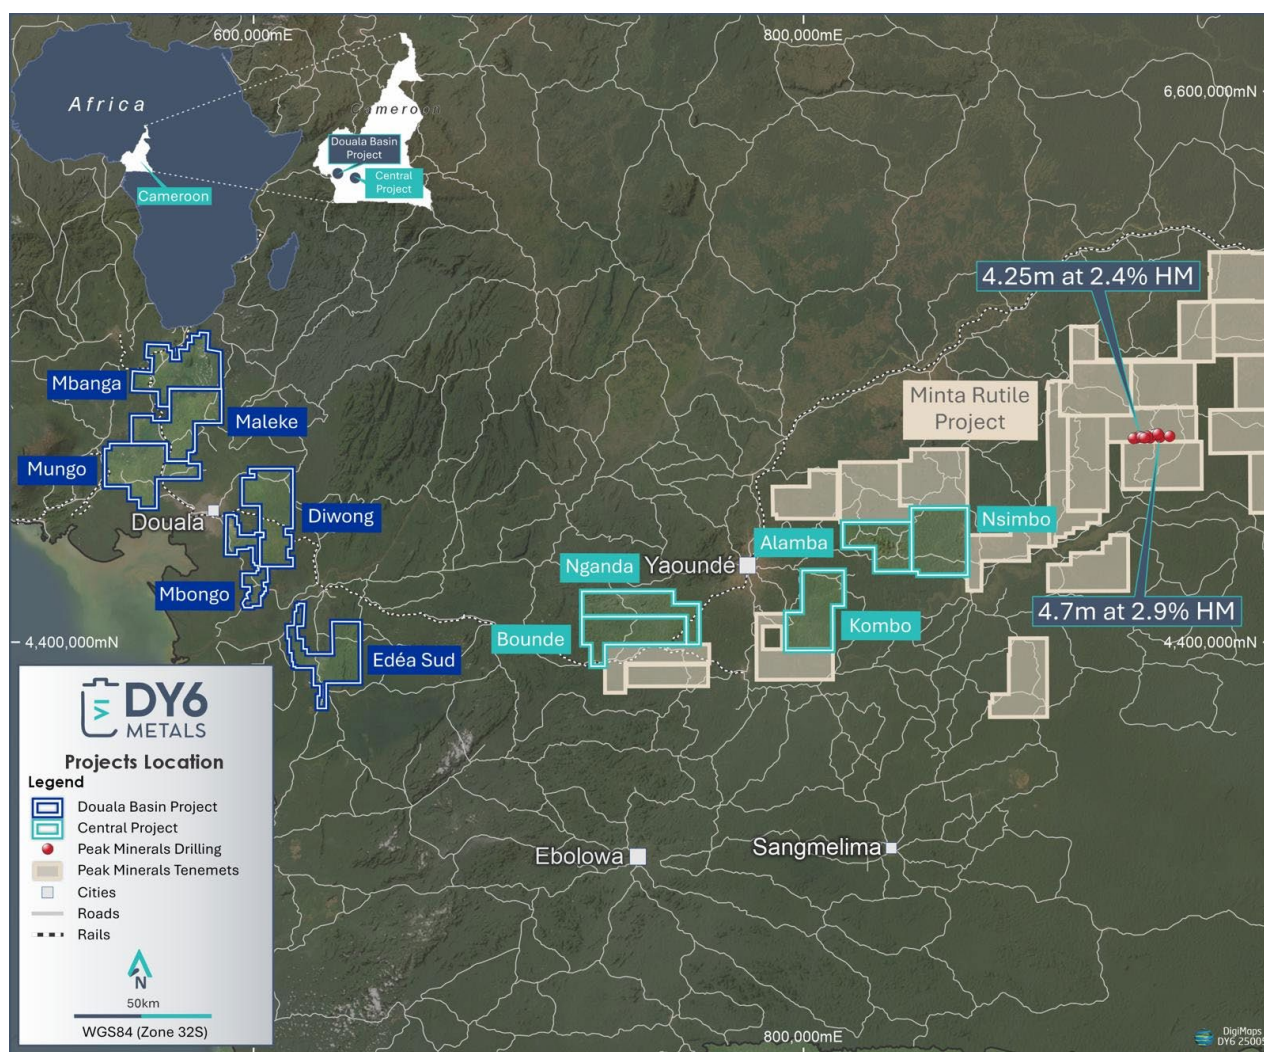 600,000mE
800,000mE
Africa
Cameroon
6,600,000mN
Douala Basin
Project
Central
Project
Cameroon
4.25m at 2.4% HM
Mbanga
Minta Rutile
Project
Maleke
Mungo
Diwong
Douala
Nsimbo
Alamba
Nganda
Yaoundé
Mbongo
4.7m at 2.9% HM
Kombo
Bounde
4,400,000mN
4,400,000mN
Edéa Sud
DY6
METALS
Projects Location
Legend
Douala Basin Project
Central Project
Peak Minerals Drilling
Peak Minerals Tenements
Cities
Roads
Rails
N
50km
WGS84 (Zone 32S)
Ebolowa
Sangmelima
800,000mE
DigiMaps
DY6 25005